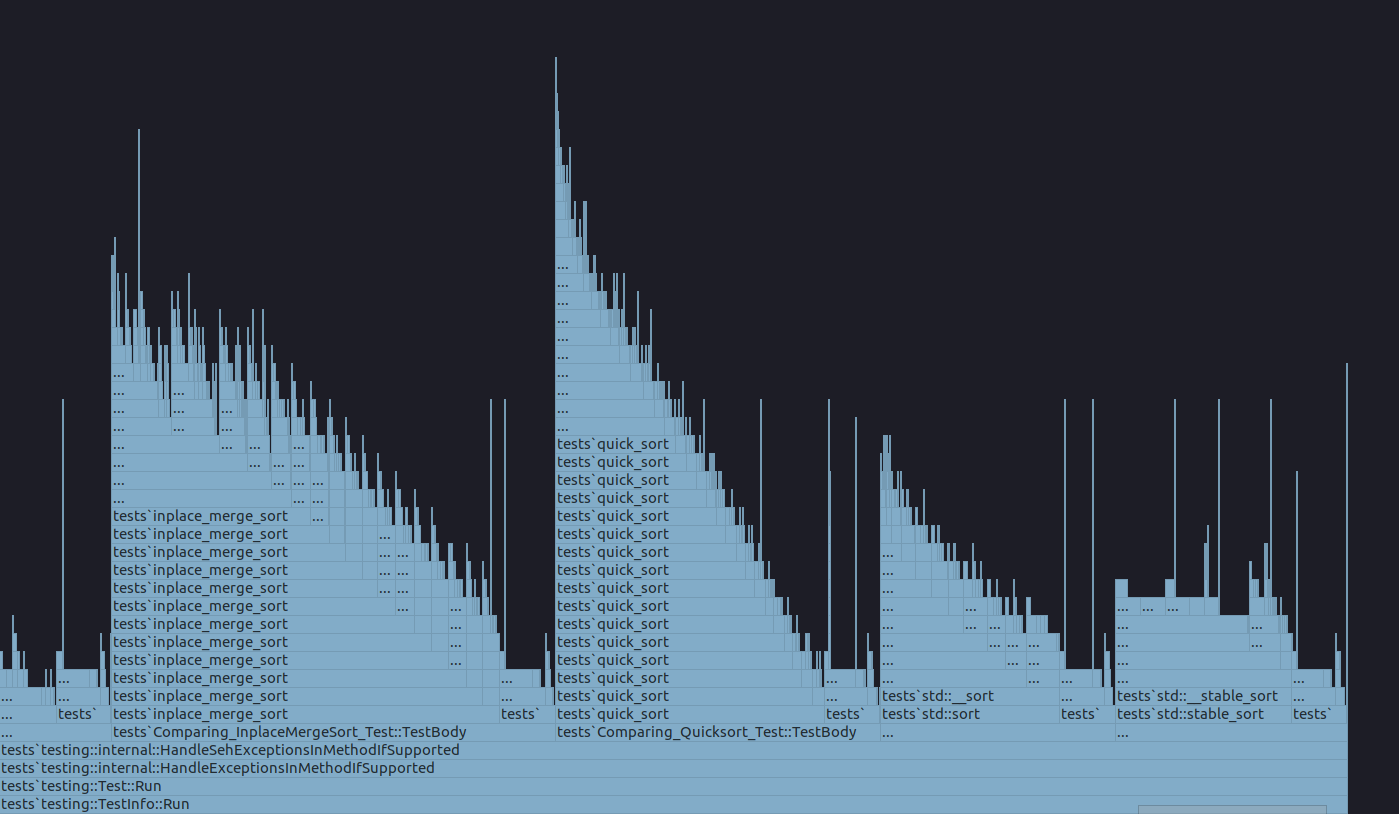 ...
...
...
...
...
...
... ...
... ... ...
... ... ... ...
... ... ...
... ... ... ... tests`quick_sort
... ... ... ... tests`quick_sort
... ... ... ... tests`quick_sort
... ... ... tests`quick_sort
tests`inplace_merge_sort ... tests`quick_sort
tests`inplace_merge_sort ... tests`quick_sort
tests`inplace_merge_sort ... ... tests`quick_sort ...
tests`inplace_merge_sort ... ... tests`quick_sort ...
tests`inplace_merge_sort ... ... tests`quick_sort ...
tests`inplace_merge_sort ... ... tests`quick_sort ... ... ... ... ...
tests`inplace_merge_sort ... tests`quick_sort ... ... ... ... ...
tests`inplace_merge_sort ... tests`quick_sort ... ... ... ... ... ...
tests`inplace_merge_sort ... tests`quick_sort ... ... ... ...
... tests`inplace_merge_sort ... tests`quick_sort ... ... ... ... ... ...
... ... tests`inplace_merge_sort ... tests`quick_sort ... tests`std::__sort ... tests`std::__stable_sort ...
... tests` tests`inplace_merge_sort tests` tests`quick_sort tests` tests`std::sort tests` tests`std::stable_sort tests`
... tests`Comparing_InplaceMergeSort_Test::TestBody tests`Comparing_Quicksort_Test::TestBody ... ...
tests`testing::internal::HandleSehExceptionsInMethodIfSupported
tests`testing::internal::HandleExceptionsInMethodIfSupported
tests`testing::Test::Run
tests`testing::TestInfo::Run